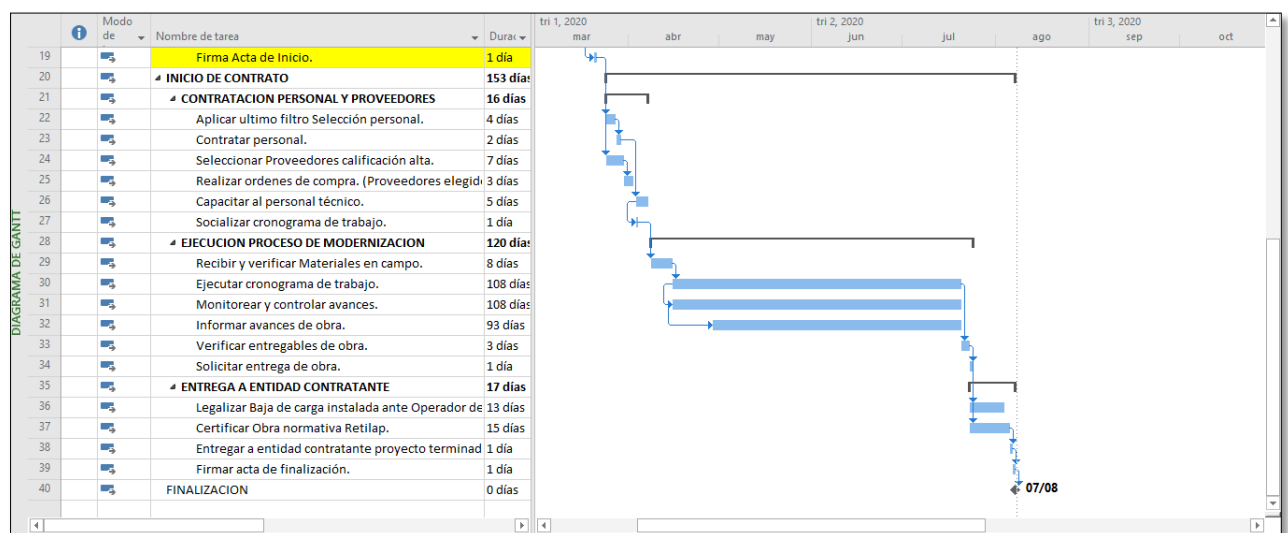 Modo de Nombre de tarea Durac tri 1, 2020 tri 2, 2020 tri 3, 2020
mar abr may jun jul ago sep oct
19 Firma Acta de Inicio. 1 día
20 INICIO DE CONTRATO 153 días
21 CONTRATACION PERSONAL Y PROVEEDORES 16 días
22 Aplicar ultimo filtro Selección personal. 4 días
23 Contratar personal. 2 días
24 Seleccionar Proveedores calificación alta. 7 días
25 Realizar ordenes de compra. (Proveedores elegid 3 días
26 Capacitar al personal técnico. 5 días
27 Socializar cronograma de trabajo. 1 día
28 EJECUCION PROCESO DE MODERNIZACION 120 días
29 Recibir y verificar Materiales en campo. 8 días
30 Ejecutar cronograma de trabajo. 108 días
31 Monitorear y controlar avances. 108 días
32 Informar avances de obra. 93 días
33 Verificar entregables de obra. 3 días
34 Solicitar entrega de obra. 1 día
35 ENTREGA A ENTIDAD CONTRATANTE 17 días
36 Legalizar Baja de carga instalada ante Operador de 13 días
37 Certificar Obra normativa Retilap. 15 días
38 Entregar a entidad contratante proyecto terminad 1 día
39 Firmar acta de finalización. 1 día
40 FINALIZACION 0 días 07/08
DIAGRAMA DE GANTT